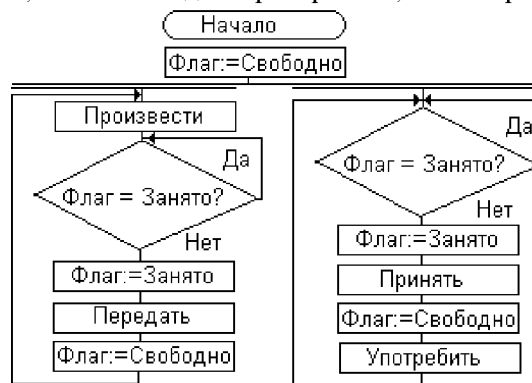 Начало
Флаг:=Свободно
Произвести
Да
Флаг = Занято?
Нет
Флаг:=Занято
Передать
Флаг:=Свободно
Да
Флаг = Занято?
Нет
Флаг:=Занято
Принять
Флаг:=Свободно
Употребить